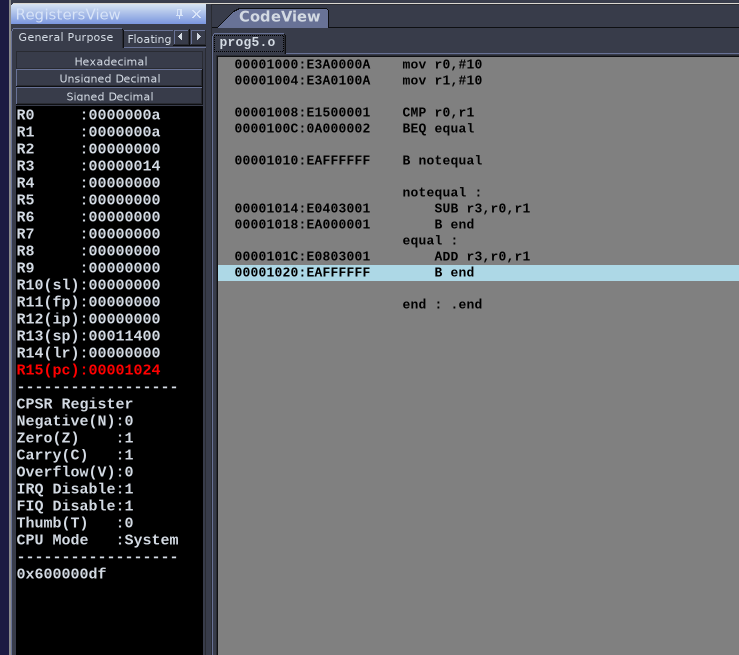 RegistersView
General Purpose Floating
Hexadecimal
Unsigned Decimal
Signed Decimal
R0     :0000000a
R1     :0000000a
R2     :00000000
R3     :00000014
R4     :00000000
R5     :00000000
R6     :00000000
R7     :00000000
R8     :00000000
R9     :00000000
R10(sl):00000000
R11(fp):00000000
R12(ip):00000000
R13(sp):00011400
R14(lr):00000000
R15(pc):00001024
------------------
CPSR Register
Negative(N):0
Zero(Z)    :1
Carry(C)   :1
Overflow(V):0
IRQ Disable:1
FIQ Disable:1
Thumb(T)   :0
CPU Mode   :System
------------------
0x600000df
CodeView
prog5.o
00001000:E3A0000A    mov r0,#10
00001004:E3A0100A    mov r1,#10
00001008:E1500001    CMP r0,r1
0000100C:0A000002    BEQ equal
00001010:EAFFFFFF    B notequal
notequal :
00001014:E0403001        SUB r3,r0,r1
00001018:EA000001        B end
equal :
0000101C:E0803001        ADD r3,r0,r1
00001020:EAFFFFFF        B end
end : .end